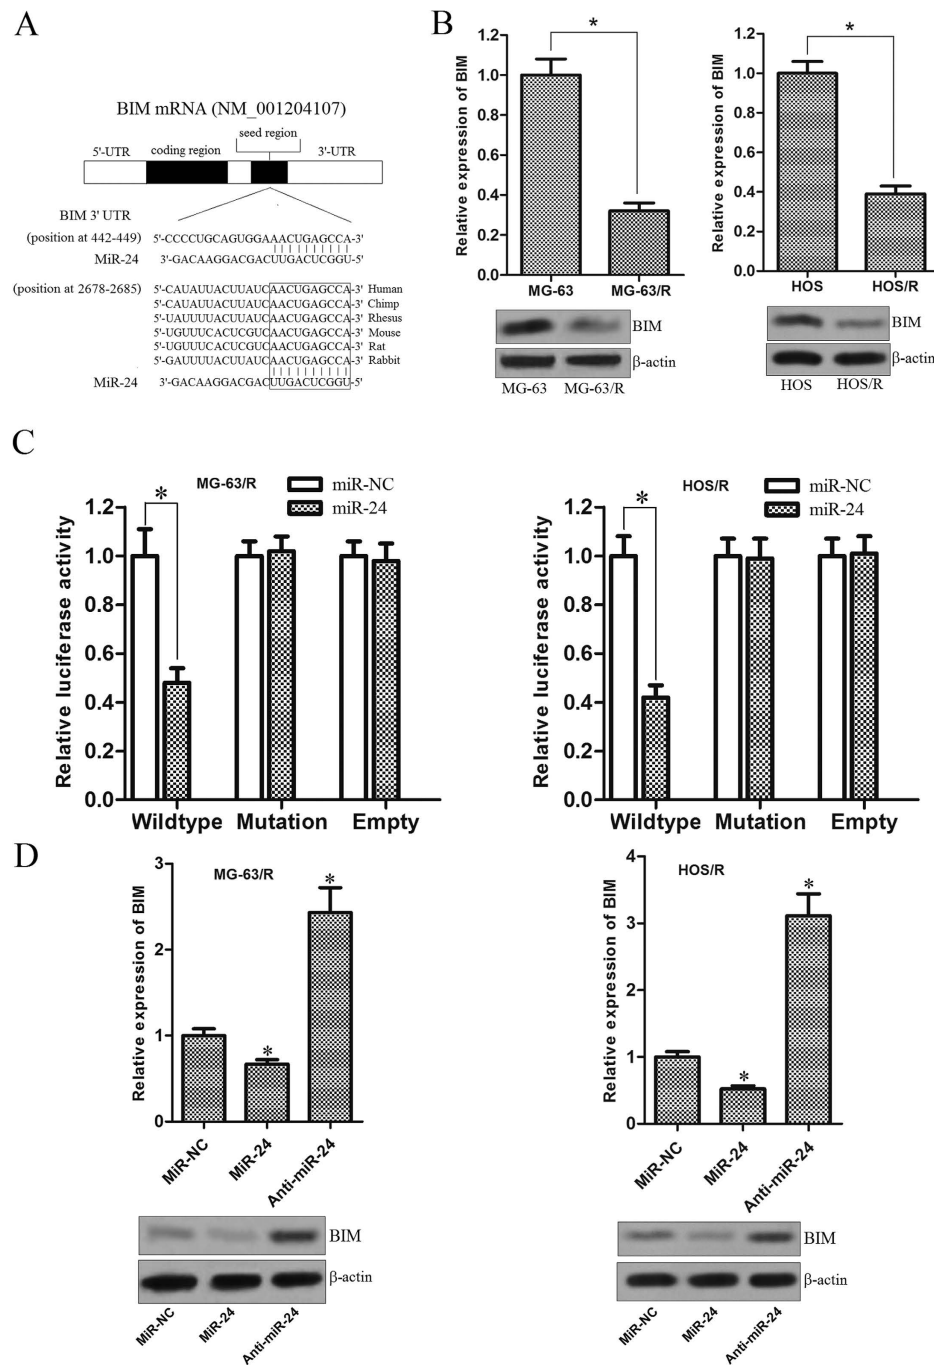 A
BIM mRNA (NM_001204107)
seed region
5'-UTR coding region 3'-UTR
BIM 3' UTR
(position at 442-449) 5'-CCCCUGCAGUGGAAACUGAGCCA-3'
MiR-24 3'-GACAAGGACGACUUGACUCGGU-5'
(position at 2678-2685) 5'-CAUAUUACUUAUCAACUGAGCCA-3' Human
5'-CAUAUUACUUAUCAACUGAGCCA-3' Chimp
5'-UAUUUUACUUAUCAACUGAGCCA-3' Rhesus
5'-UGUUUCACUCGUCAACUGAGCCA-3' Mouse
5'-UGUUUCACUCGUCAACUGAGCCA-3' Rat
5'-GAUUUUACUUAUCAACUGAGCCA-3' Rabbit
MiR-24 3'-GACAAGGACGACUUGACUCGGU-5'
B
Relative expression of BIM
1.2
1.0
0.8
0.6
0.4
0.2
0.0
*
MG-63 MG-63/R
BIM
β-actin
MG-63 MG-63/R
Relative expression of BIM
1.2
1.0
0.8
0.6
0.4
0.2
0.0
*
HOS HOS/R
BIM
β-actin
HOS HOS/R
C
MG-63/R
miR-NC
miR-24
Relative luciferase activity
1.2
1.0
0.8
0.6
0.4
0.2
0.0
*
Wildtype Mutation Empty
HOS/R
miR-NC
miR-24
Relative luciferase activity
1.2
1.0
0.8
0.6
0.4
0.2
0.0
*
Wildtype Mutation Empty
D
MG-63/R
Relative expression of BIM
3
2
1
0
*
*
MiR-NC MiR-24 Anti-miR-24
BIM
β-actin
MiR-NC MiR-24 Anti-miR-24
HOS/R
Relative expression of BIM
4
3
2
1
0
*
*
MiR-NC MiR-24 Anti-miR-24
BIM
β-actin
MiR-NC MiR-24 Anti-miR-24